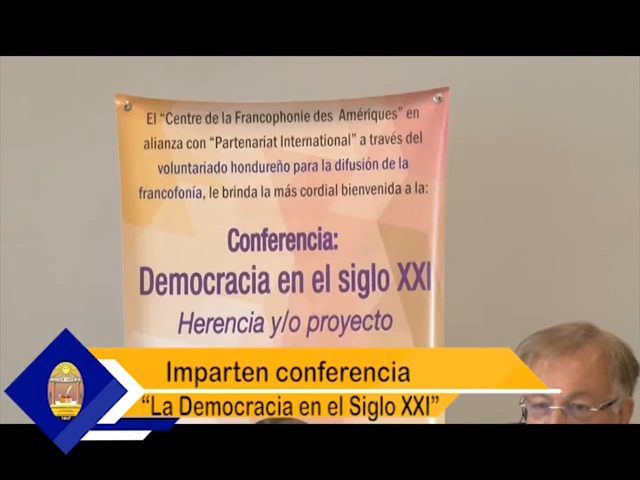 El “Centre de la Francophonie des Amériques” en
alianza con “Partenariat International” a través del
voluntariado hondureño para la difusión de la
francofonía, le brinda la más cordial bienvenida a la:
Conferencia:
Democracia en el siglo XXI
Herencia y/o proyecto
Imparten conferencia
“La Democracia en el Siglo XXI”